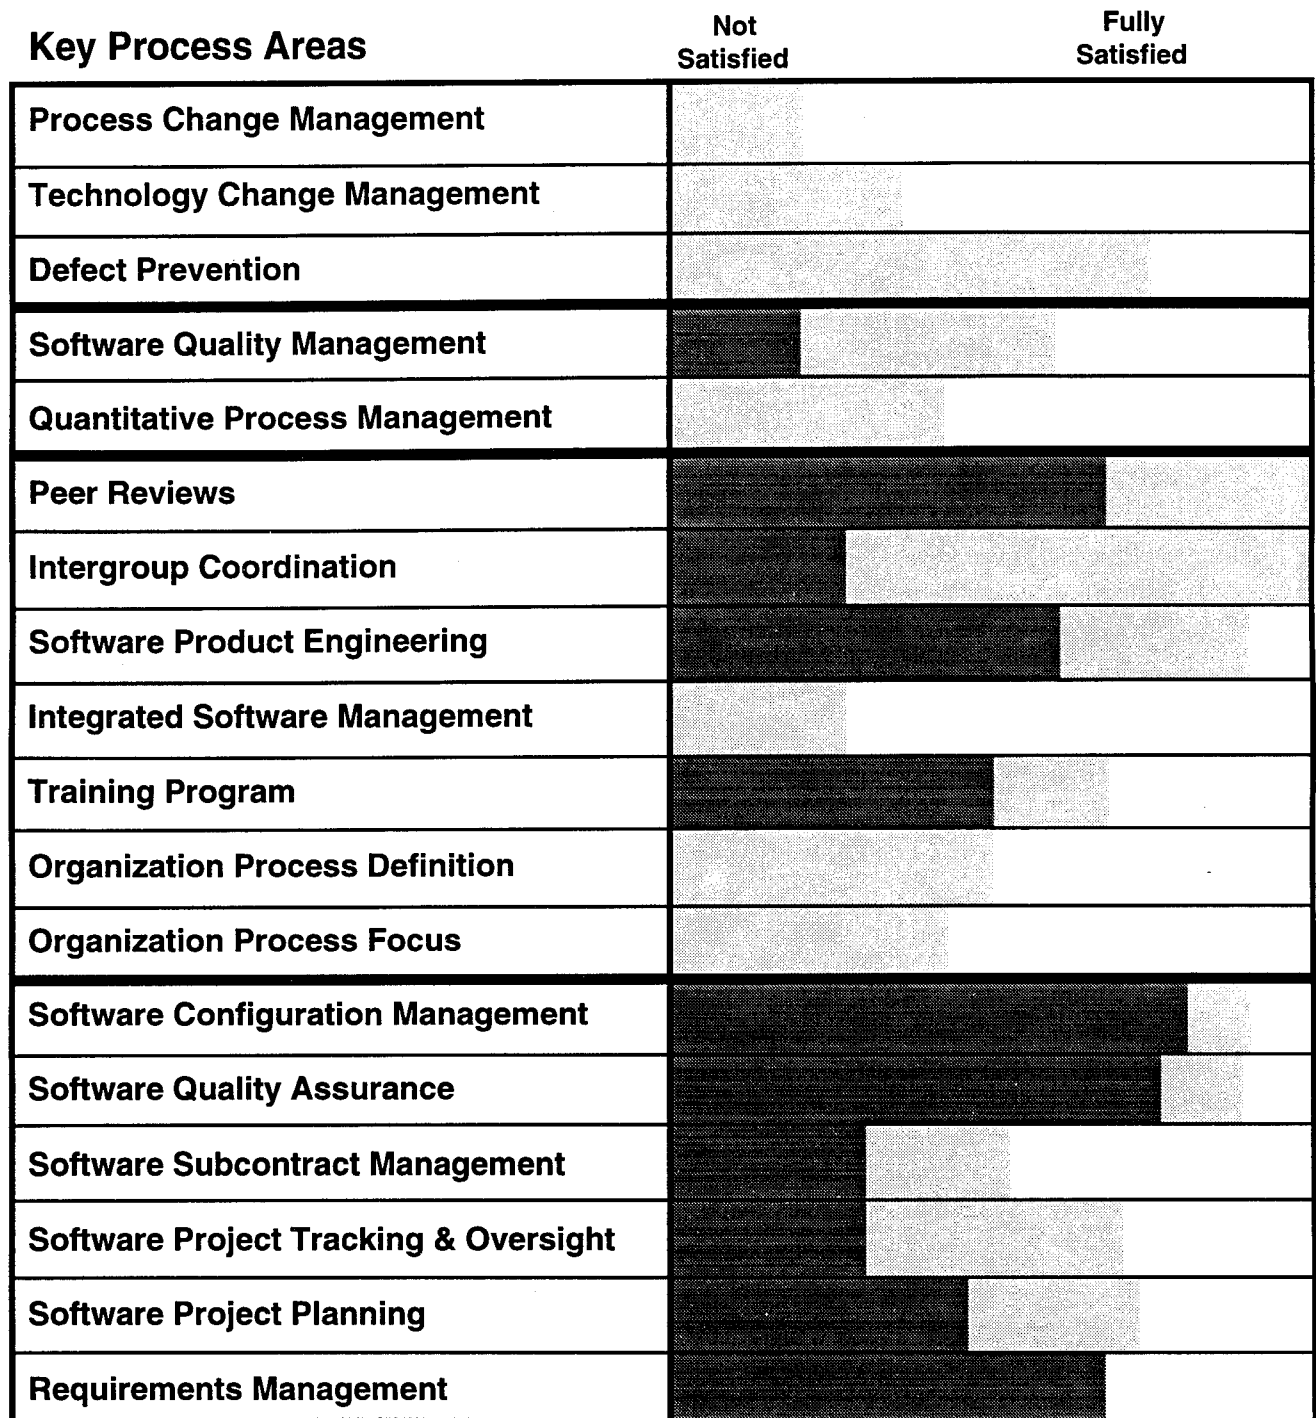 Key Process Areas
Not
Satisfied
Fully
Satisfied
Process Change Management
Technology Change Management
Defect Prevention
Software Quality Management
Quantitative Process Management
Peer Reviews
Intergroup Coordination
Software Product Engineering
Integrated Software Management
Training Program
Organization Process Definition
Organization Process Focus
Software Configuration Management
Software Quality Assurance
Software Subcontract Management
Software Project Tracking & Oversight
Software Project Planning
Requirements Management